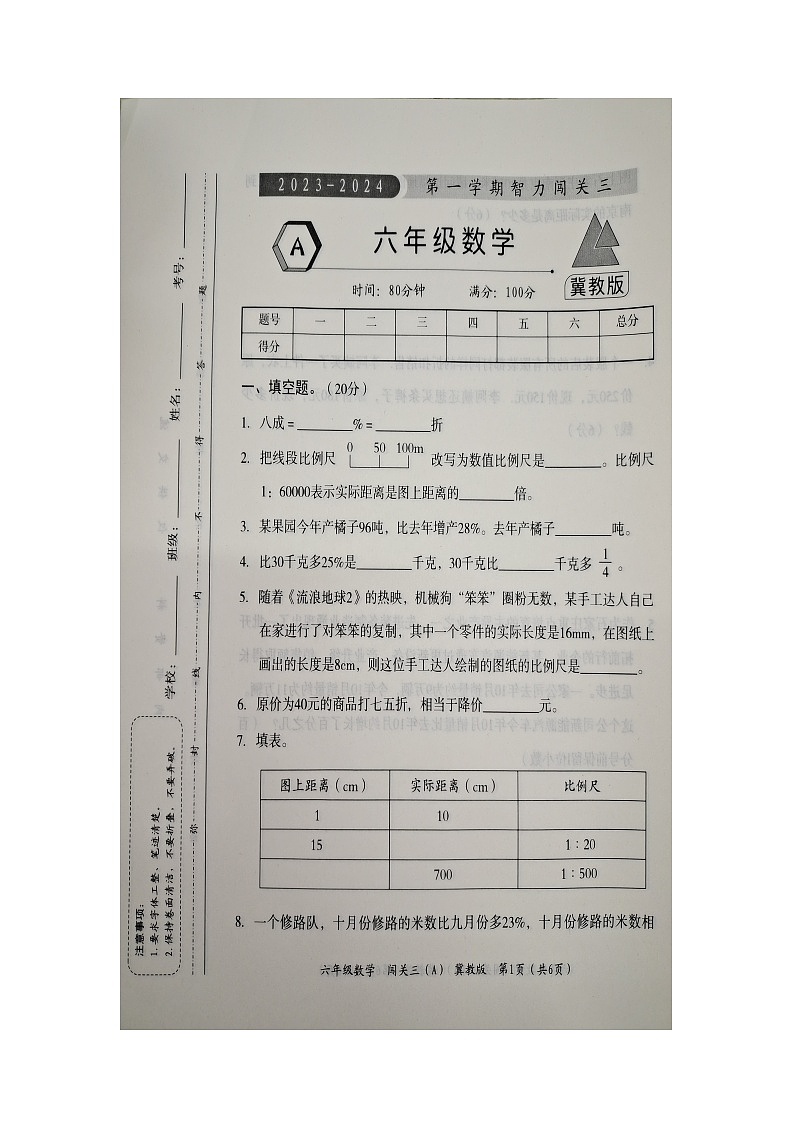 2023-2024 第一学期智力闯关三
A 六年级数学
冀教版
时间：80分钟 满分：100分
题号 一 二 三 四 五 六 总分
得分
一、填空题。（20分）
1. 八成＝________%＝________折
0 50 100m
2. 把线段比例尺 改写为数值比例尺是________。比例尺
1：60000表示实际距离是图上距离的________倍。
3. 某果园今年产橘子96吨，比去年增产28%。去年产橘子________吨。
4. 比30千克多25%是________千克，30千克比________千克多 1/4 。
5. 随着《流浪地球2》的热映，机械狗“笨笨”圈粉无数，某手工达人自己
在家进行了对笨笨的复制，其中一个零件的实际长度是16mm，在图纸上
画出的长度是8cm，则这位手工达人绘制的图纸的比例尺是________。
6. 原价为40元的商品打七五折，相当于降价________元。
7. 填表。
图上距离（cm） 实际距离（cm） 比例尺
1 10
15 1：20
700 1：500
8. 一个修路队，十月份修路的米数比九月份多23%，十月份修路的米数相
六年级数学 闯关三（A） 冀教版 第1页（共6页）
学校：________ 班级：________ 姓名：________ 考号：________
弥 封 线 内 不 得 答 题
注意事项：
1.要求字体工整、笔迹清楚。
2.保持卷面清洁，不要折叠，不要弄破。